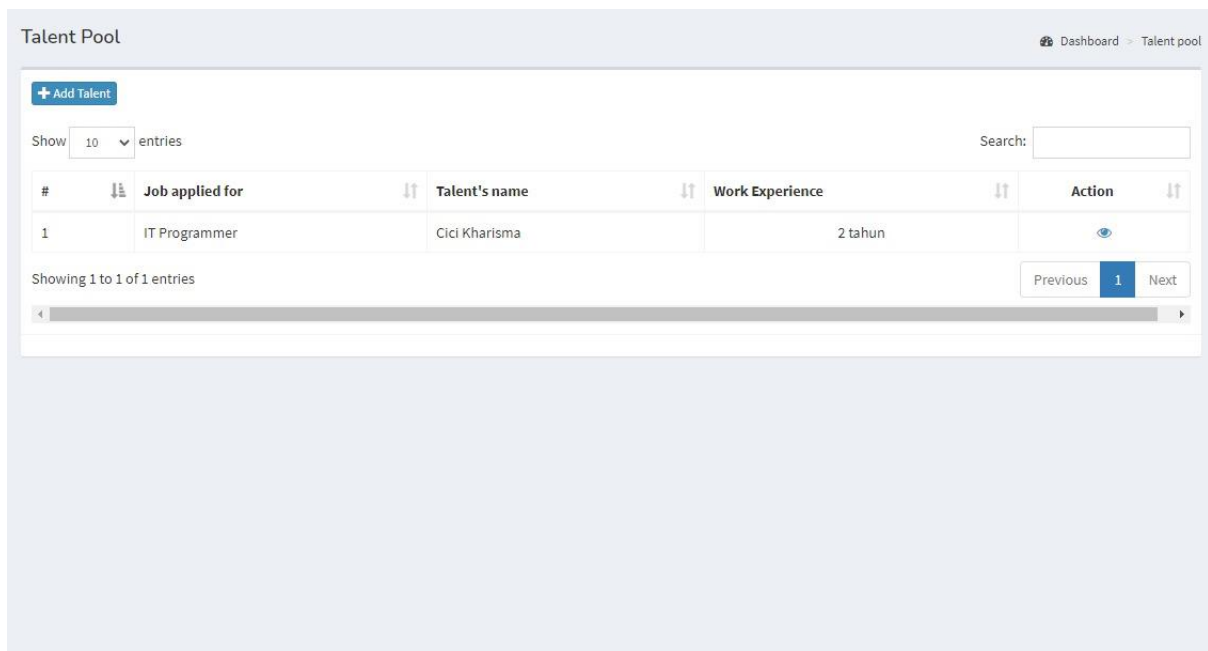 Talent Pool
Dashboard > Talent pool
Add Talent
Show 10 entries
Search:
# Job applied for Talent's name Work Experience Action
1 IT Programmer Cici Kharisma 2 tahun
Showing 1 to 1 of 1 entries
Previous 1 Next